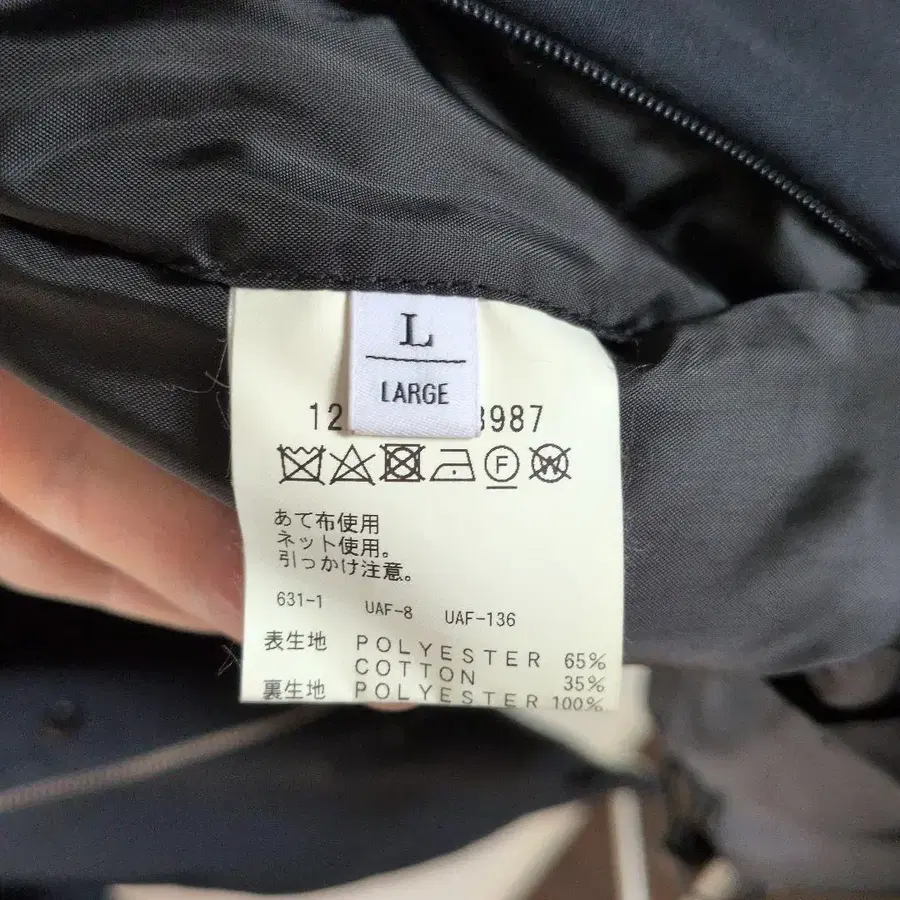 L
LARGE
12 3987
F W
あて布使用
ネット使用。
引っかけ注意。
631-1 UAF-8 UAF-136
表生地 POLYESTER 65%
COTTON 35%
裏生地 POLYESTER 100%